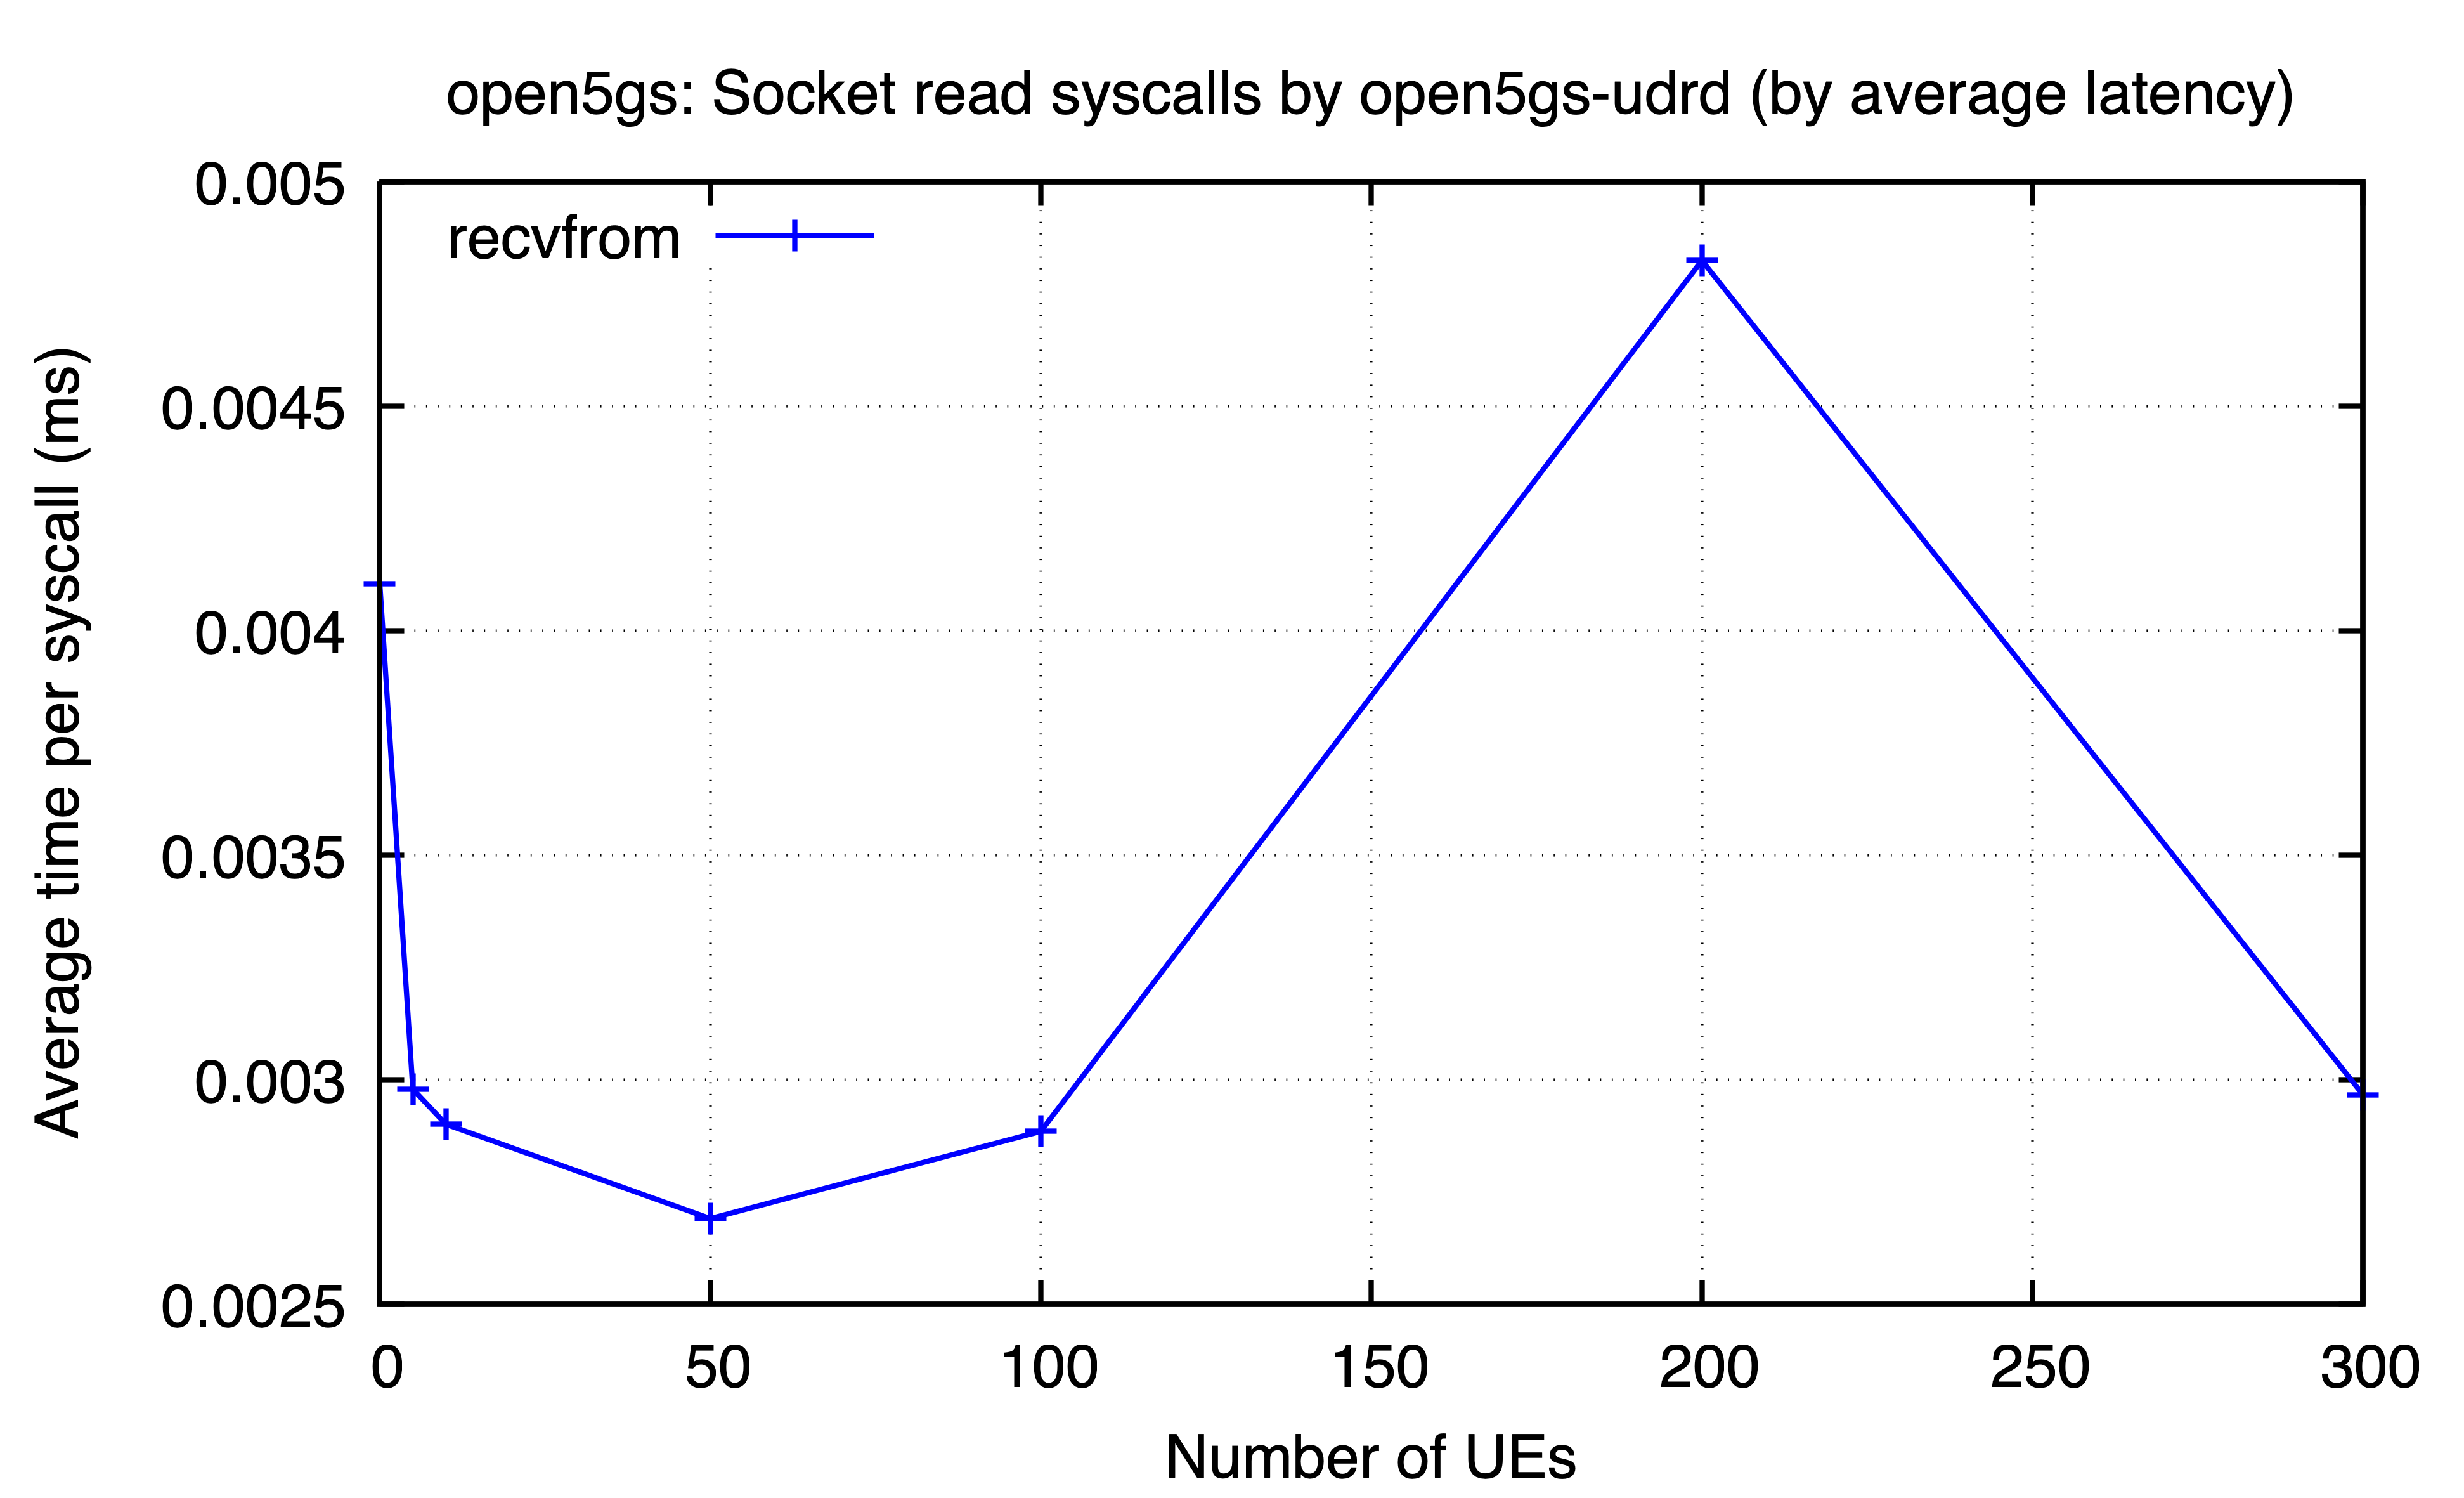 open5gs: Socket read syscalls by open5gs-udrd (by average latency)
recvfrom
Average time per syscall (ms)
0.005
0.0045
0.004
0.0035
0.003
0.0025
0 50 100 150 200 250 300
Number of UEs